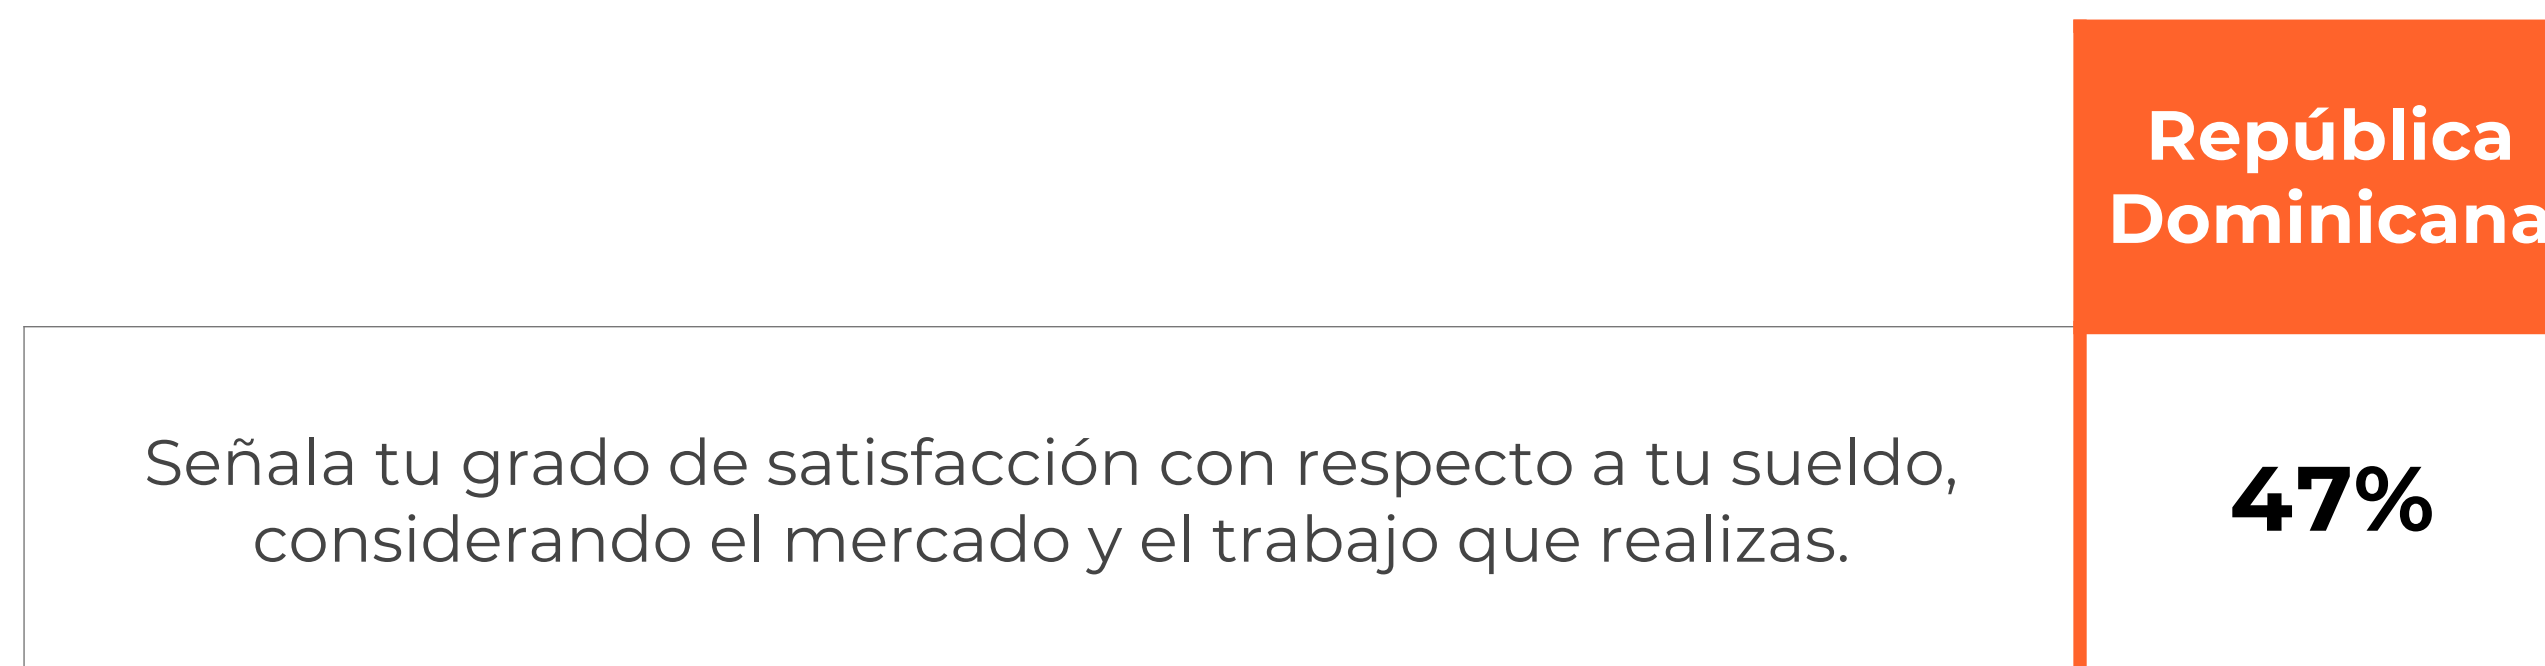 República
Dominicana
Señala tu grado de satisfacción con respecto a tu sueldo,
considerando el mercado y el trabajo que realizas.
47%